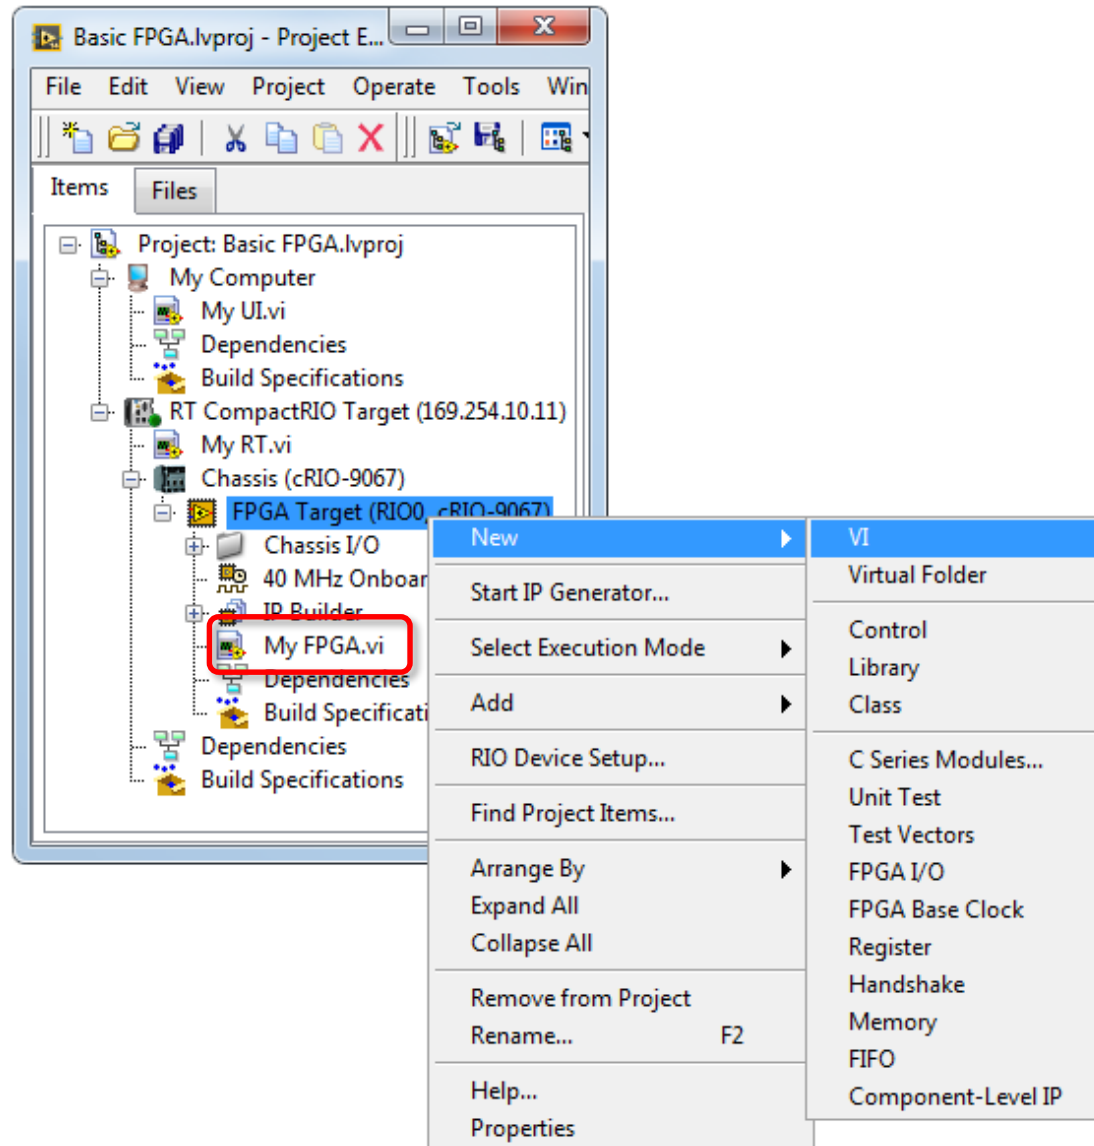 Basic FPGA.lvproj - Project E...
File Edit View Project Operate Tools Win
Items Files
Project: Basic FPGA.lvproj
My Computer
My UI.vi
Dependencies
Build Specifications
RT CompactRIO Target (169.254.10.11)
My RT.vi
Chassis (cRIO-9067)
FPGA Target (RIO0, cRIO-9067)
Chassis I/O
40 MHz Onboar
IP Builder
My FPGA.vi
Dependencies
Build Specificati
Dependencies
Build Specifications
New
Start IP Generator...
Select Execution Mode
Add
RIO Device Setup...
Find Project Items...
Arrange By
Expand All
Collapse All
Remove from Project
Rename... F2
Help...
Properties
VI
Virtual Folder
Control
Library
Class
C Series Modules...
Unit Test
Test Vectors
FPGA I/O
FPGA Base Clock
Register
Handshake
Memory
FIFO
Component-Level IP